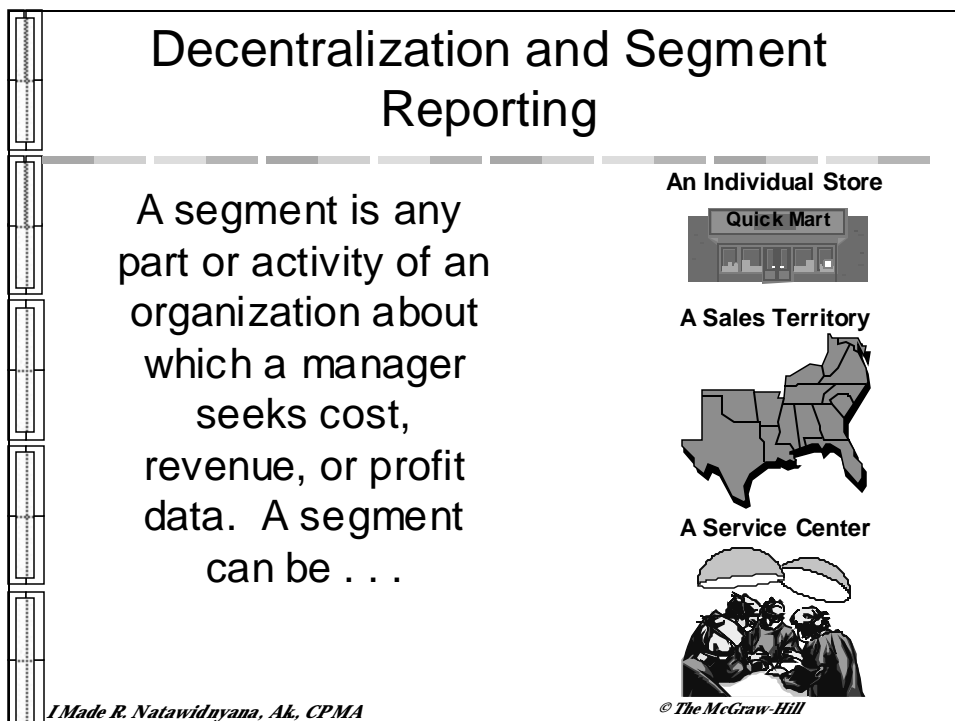 Decentralization and Segment
Reporting
A segment is any
part or activity of an
organization about
which a manager
seeks cost,
revenue, or profit
data. A segment
can be . . .
An Individual Store
Quick Mart
A Sales Territory
A Service Center
I Made R. Natawidnyana, Ak, CPMA
© The McGraw-Hill